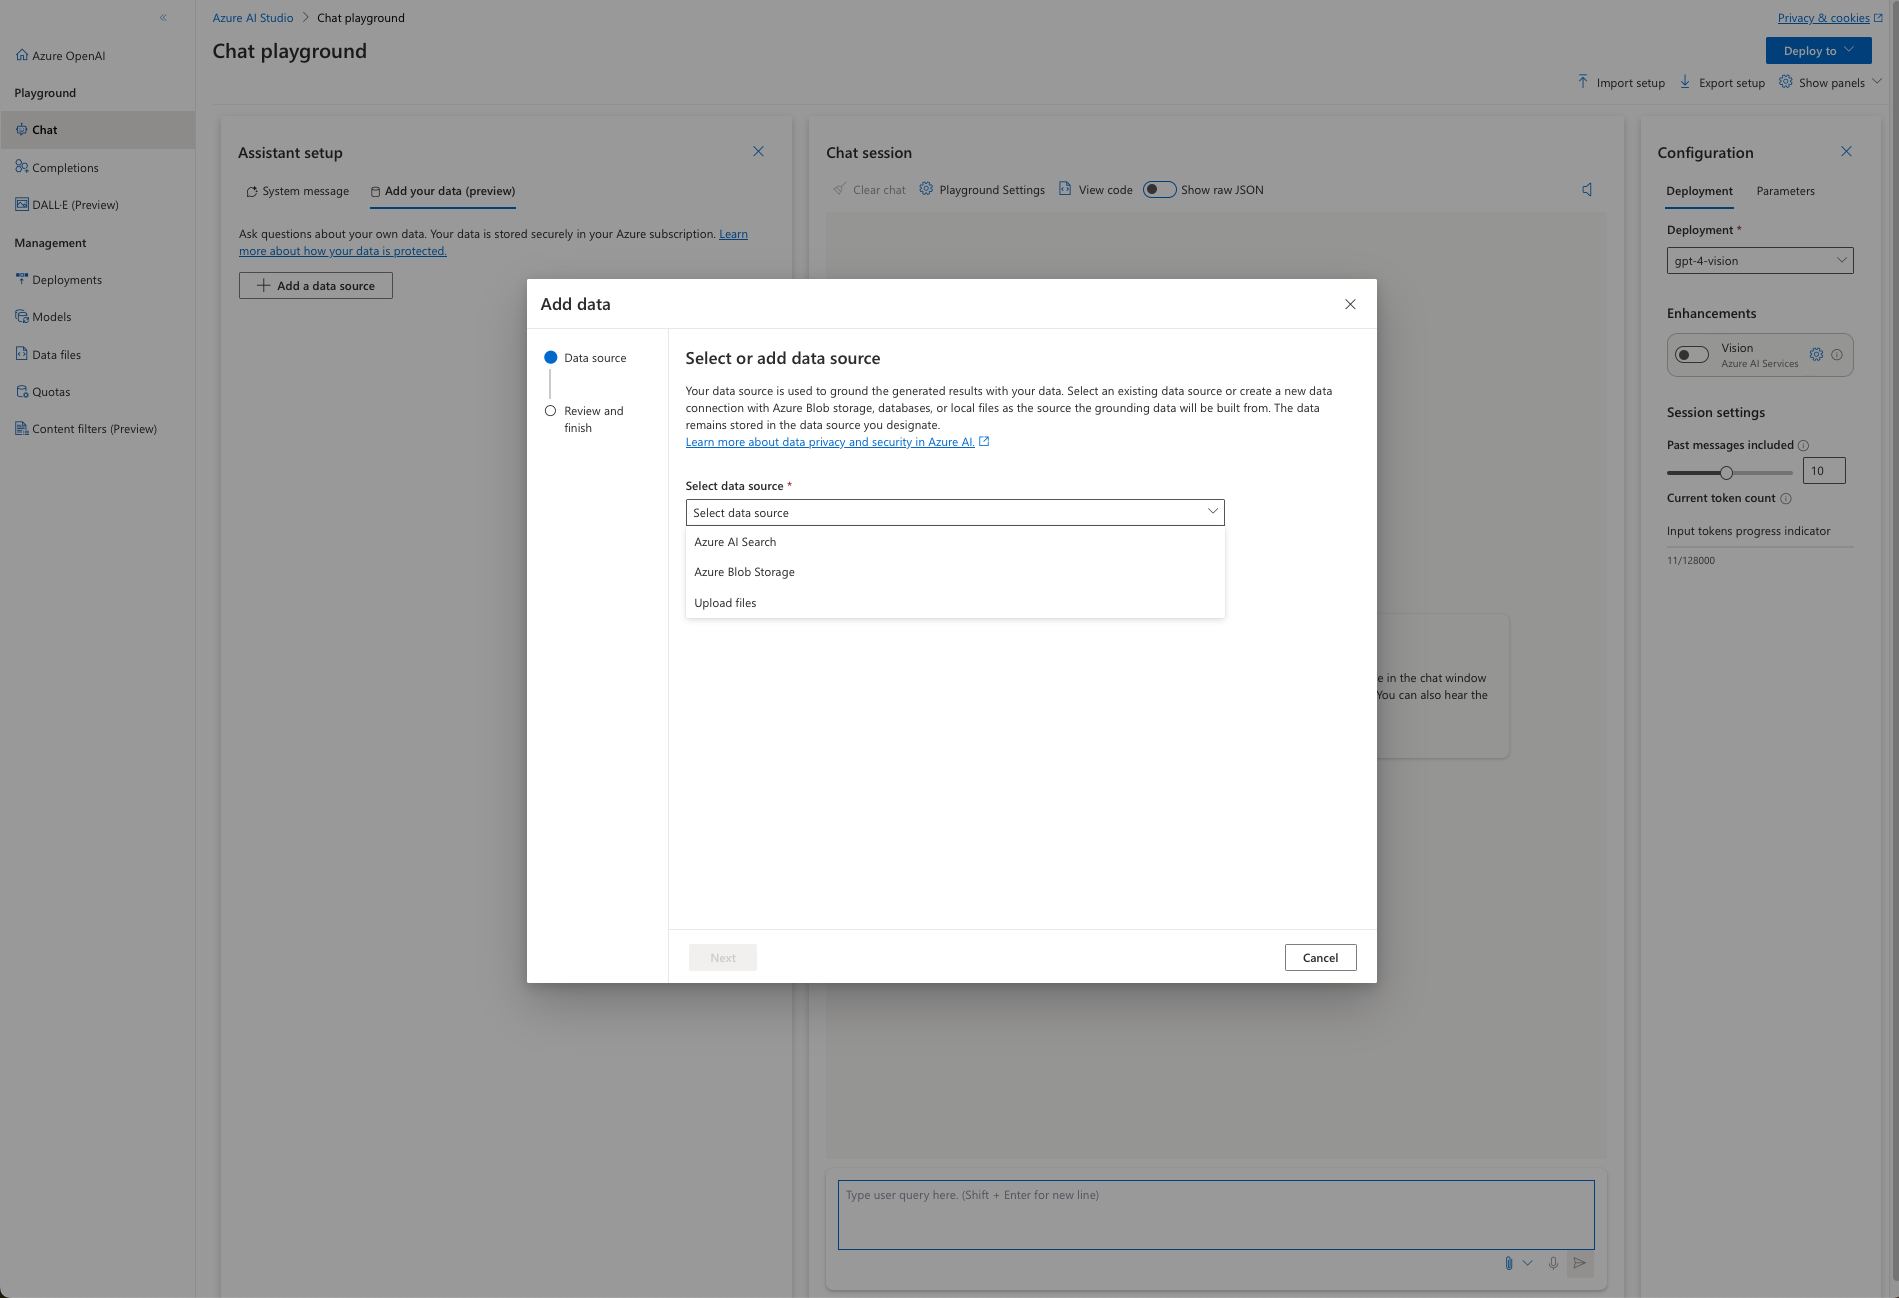 Azure AI Studio > Chat playground
Privacy & cookies
Chat playground
Deploy to
Import setup
Export setup
Show panels
Azure OpenAI
Playground
Chat
Completions
DALL·E (Preview)
Management
Deployments
Models
Data files
Quotas
Content filters (Preview)
Assistant setup
System message
Add your data (preview)
Ask questions about your own data. Your data is stored securely in your Azure subscription. Learn
more about how your data is protected.
Add a data source
Chat session
Clear chat
Playground Settings
View code
Show raw JSON
Add data
Data source
Review and
finish
Select or add data source
Your data source is used to ground the generated results with your data. Select an existing data source or create a new data
connection with Azure Blob storage, databases, or local files as the source the grounding data will be built from. The data
remains stored in the data source you designate.
Learn more about data privacy and security in Azure AI.
Select data source *
Select data source
Azure AI Search
Azure Blob Storage
Upload files
Next
Cancel
e in the chat window
You can also hear the
Type user query here. (Shift + Enter for new line)
Configuration
Deployment
Parameters
Deployment *
gpt-4-vision
Enhancements
Vision
Azure AI Services
Session settings
Past messages included
10
Current token count
Input tokens progress indicator
11/128000